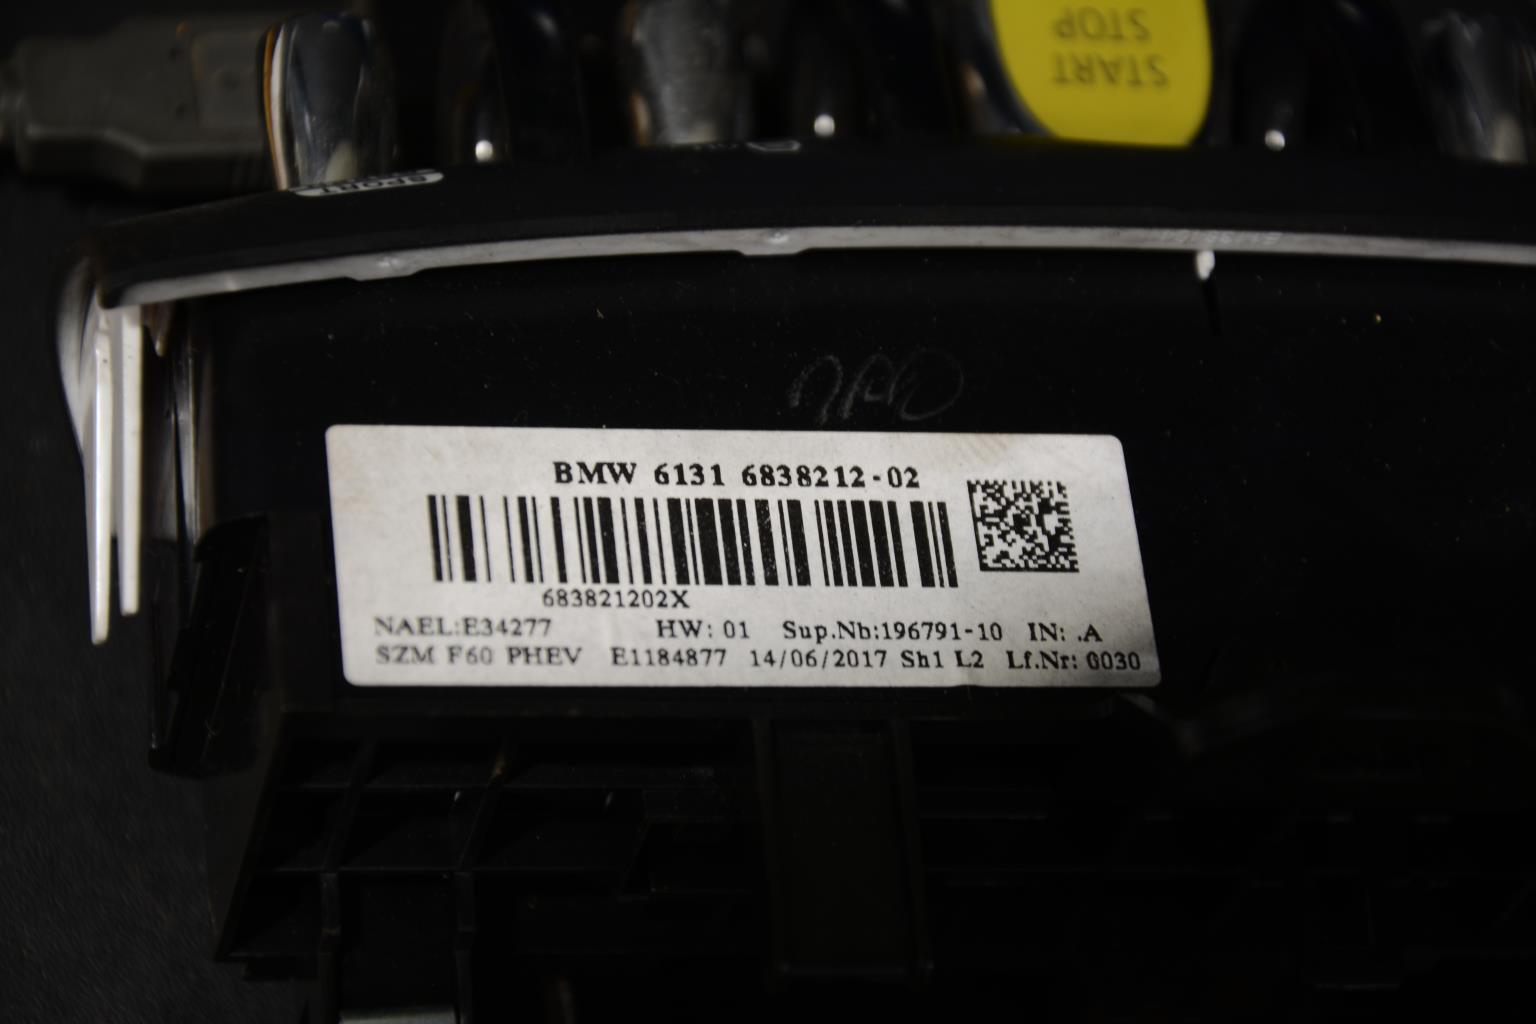 START
STOP
SPORT
BMW 6131 6838212-02
683821202X
NAEL:E34277 HW: 01 Sup.Nb:196791-10 IN: .A
SZM F60 PHEV E1184877 14/06/2017 Sh1 L2 Lf.Nr: 0030